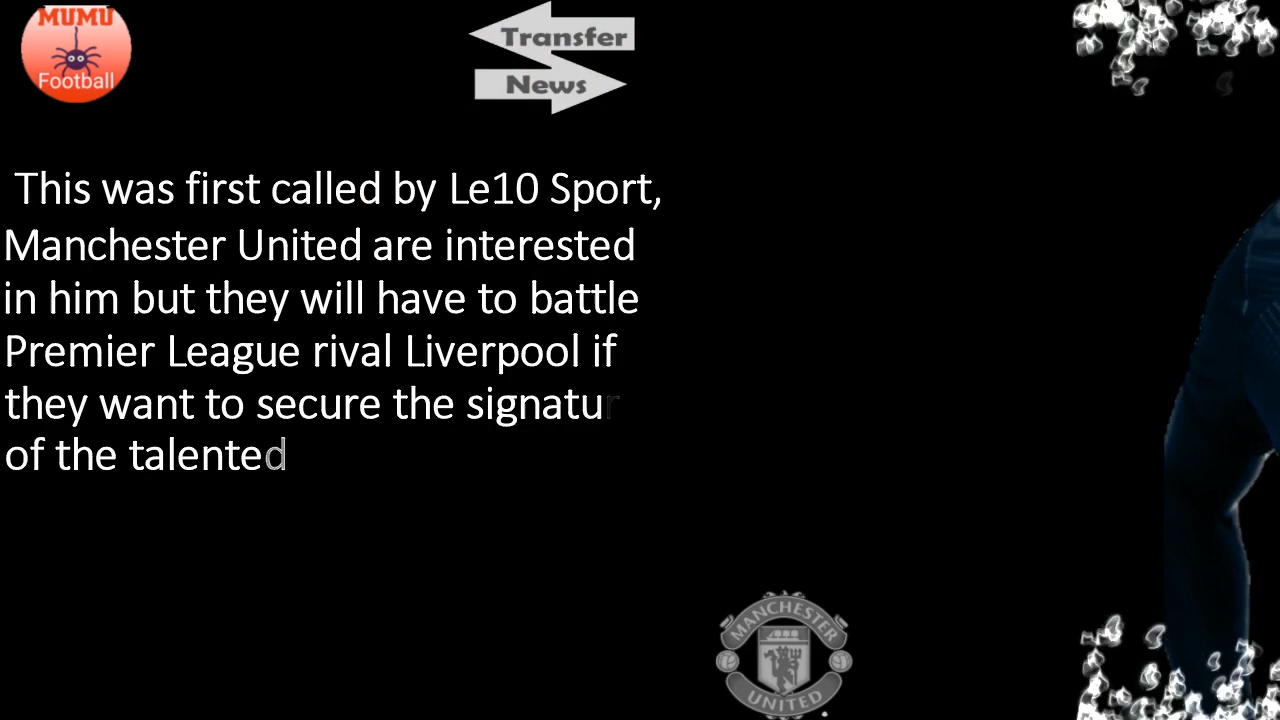 MUMU
Football
Transfer
News
This was first called by Le10 Sport,
Manchester United are interested
in him but they will have to battle
Premier League rival Liverpool if
they want to secure the signatur
of the talented
MANCHESTER
UNITED